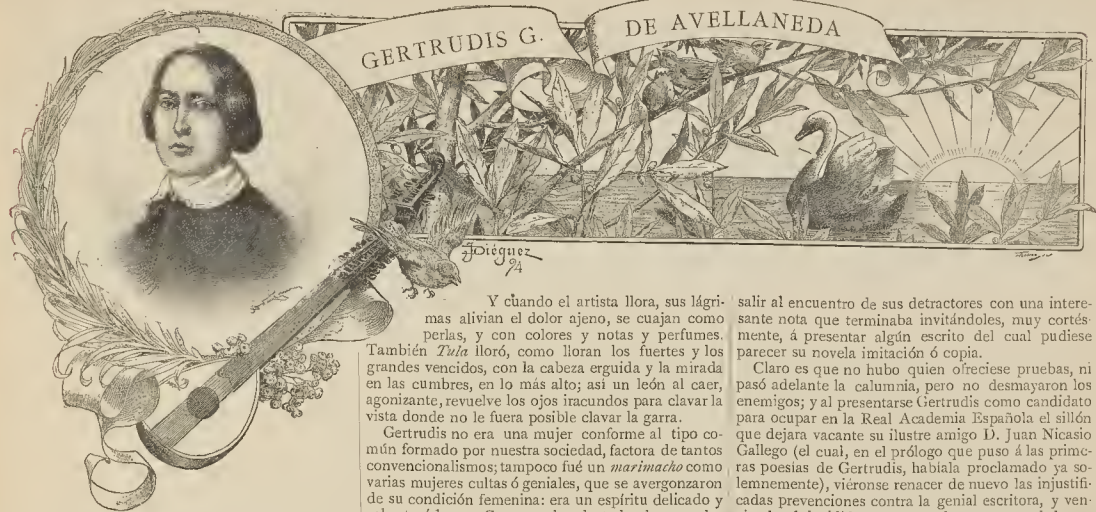 GERTRUDIS G.
DE AVELLANEDA
JDiéguez
94
Y cuando el artista llora, sus lágri-
mas alivian el dolor ajeno, se cuajan como
perlas, y con colores y notas y perfumes.
También Tula lloró, como lloran los fuertes y los
grandes vencidos, con la cabeza erguida y la mirada
en las cumbres, en lo más alto; así un león al caer,
agonizante, revuelve los ojos iracundos para clavar la
vista donde no le fuera posible clavar la garra.
Gertrudis no era una mujer conforme al tipo co-
mún formado por nuestra sociedad, factora de tantos
convencionalismos; tampoco fué un marimacho como
varias mujeres cultas ó geniales, que se avergonzaron
de su condición femenina: era un espíritu delicado y
salir al encuentro de sus detractores con una intere-
sante nota que terminaba invitándoles, muy cortés-
mente, á presentar algún escrito del cual pudiese
parecer su novela imitación ó copia.
Claro es que no hubo quien ofreciese pruebas, ni
pasó adelante la calumnia, pero no desmayaron los
enemigos; y al presentarse Gertrudis como candidato
para ocupar en la Real Academia Española el sillón
que dejara vacante su ilustre amigo D. Juan Nicasio
Gallego (el cual, en el prólogo que puso á las prime-
ras poesías de Gertrudis, habíala proclamado ya so-
lemnemente), viéronse renacer de nuevo las injustifi-
cadas prevenciones contra la genial escritora, y ven-